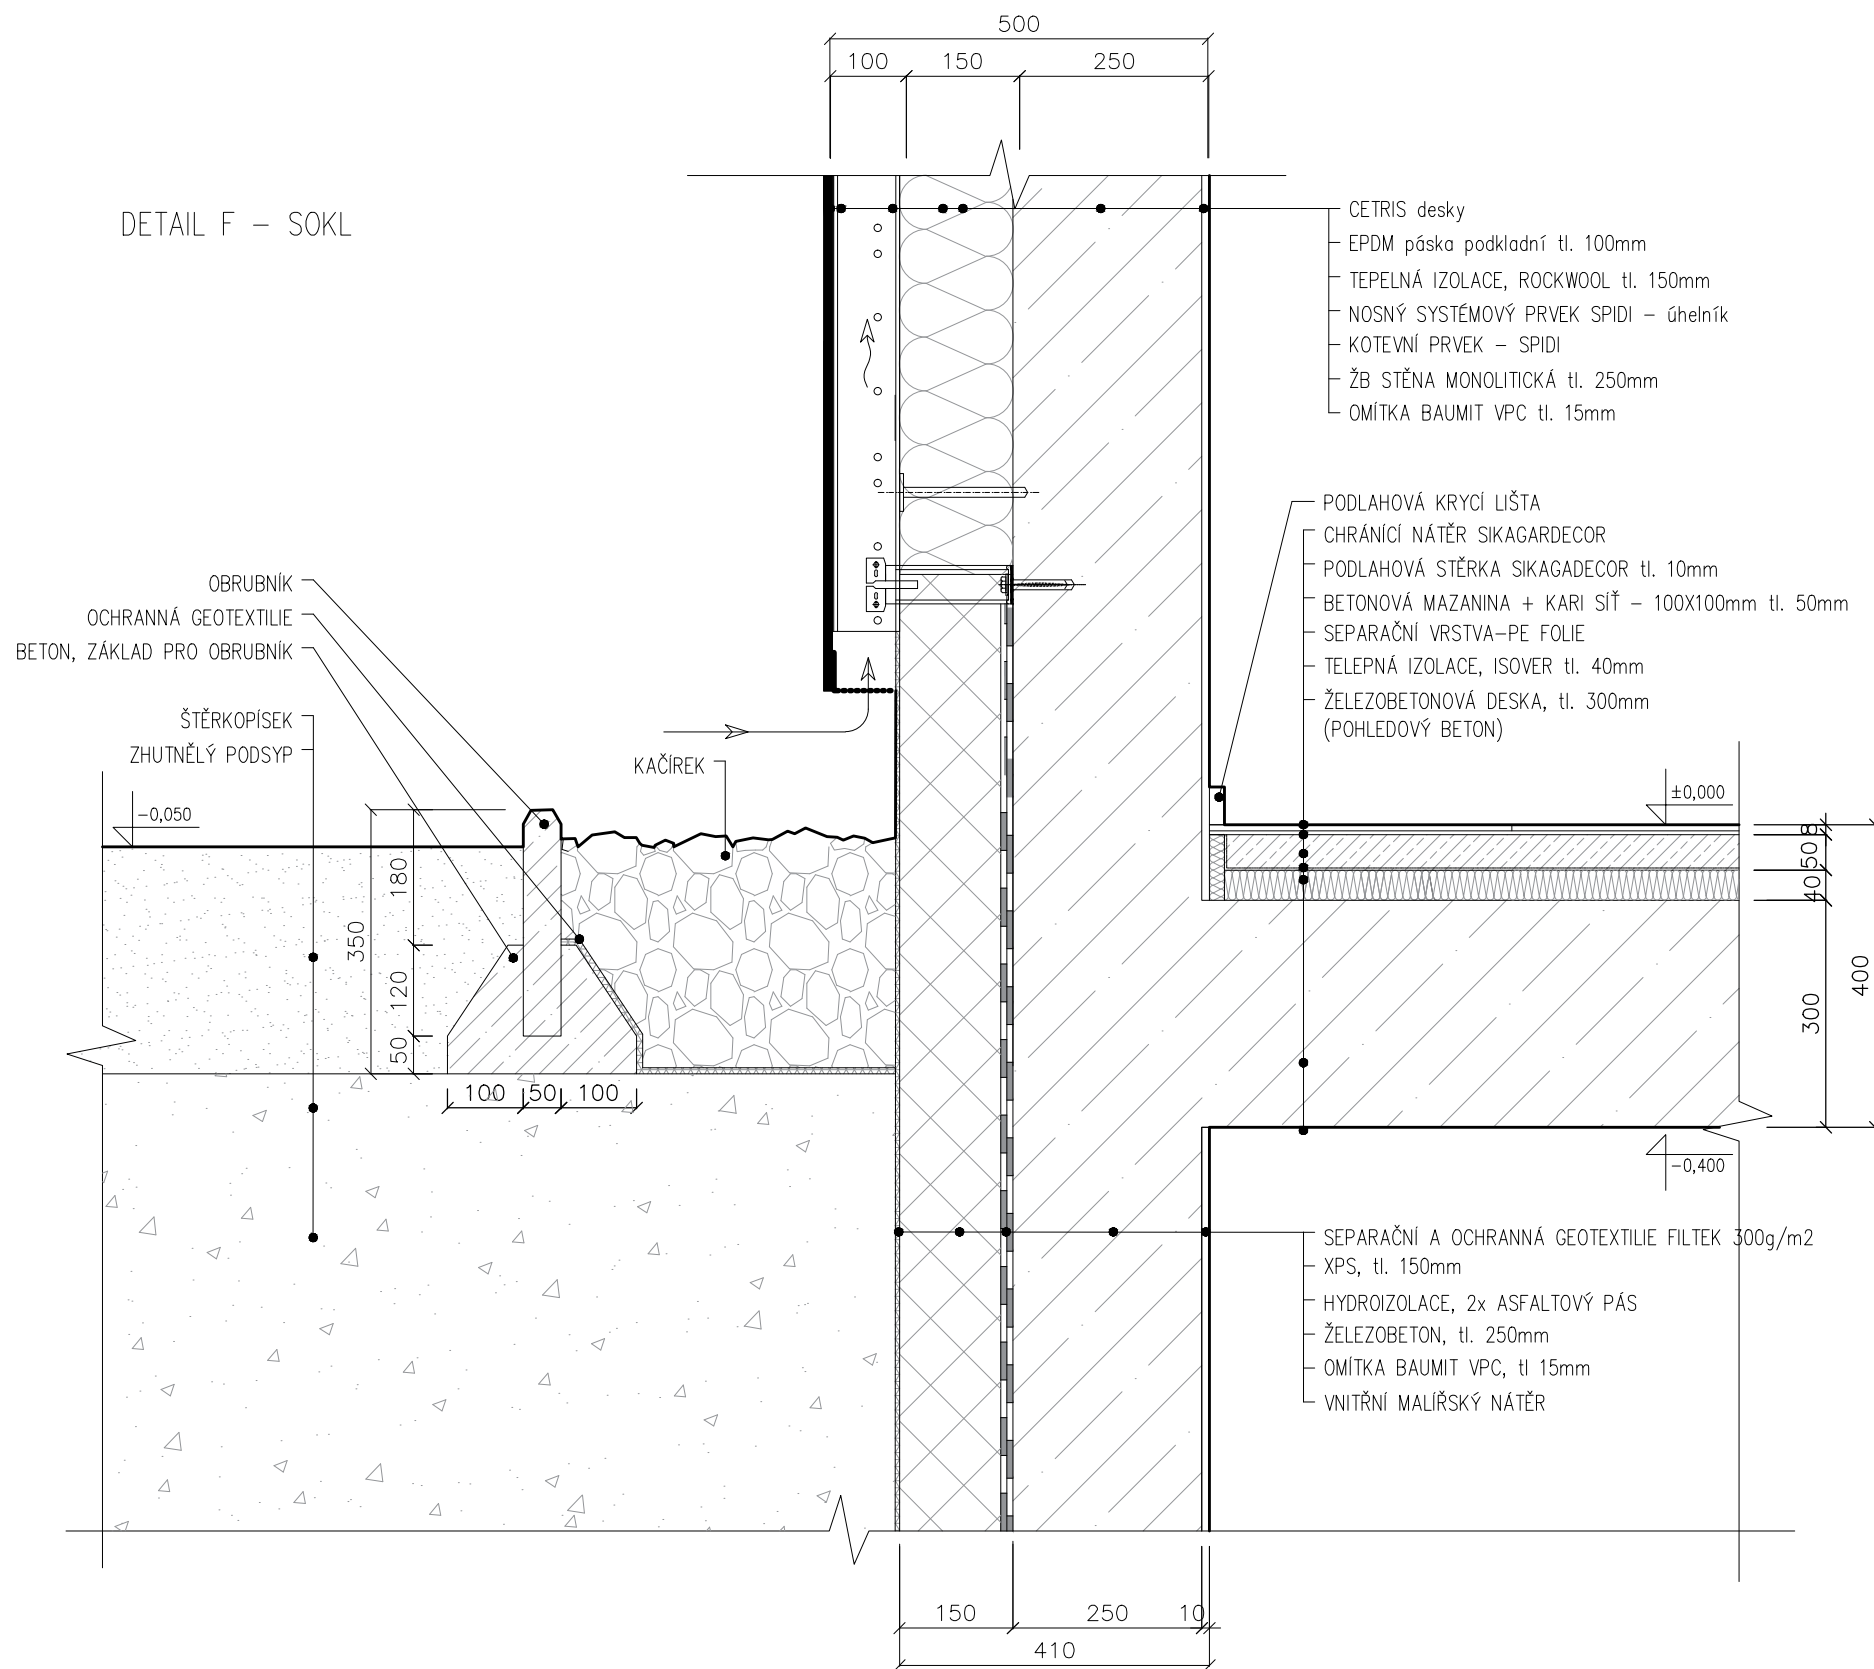 500
100
150
250
DETAIL F – SOKL
CETRIS desky
EPDM páska podkladní tl. 100mm
TEPELNÁ IZOLACE, ROCKWOOL tl. 150mm
NOSNÝ SYSTÉMOVÝ PRVEK SPIDI – úhelník
KOTEVNÍ PRVEK – SPIDI
ŽB STĚNA MONOLITICKÁ tl. 250mm
OMÍTKA BAUMIT VPC tl. 15mm
PODLAHOVÁ KRYCÍ LIŠTA
CHRÁNÍCÍ NÁTĚR SIKAGARDECOR
PODLAHOVÁ STĚRKA SIKAGADECOR tl. 10mm
BETONOVÁ MAZANINA + KARI SÍŤ – 100X100mm tl. 50mm
SEPARAČNÍ VRSTVA-PE FOLIE
TELEPNÁ IZOLACE, ISOVER tl. 40mm
ŽELEZOBETONOVÁ DESKA, tl. 300mm
(POHLEDOVÝ BETON)
OBRUBNÍK
OCHRANNÁ GEOTEXTILIE
BETON, ZÁKLAD PRO OBRUBNÍK
ŠTĚRKOPÍSEK
ZHUTNĚLÝ PODSYP
KAČÍREK
-0,050
±0,000
350
180
120
50
100
50
100
8
50
40
300
400
-0,400
SEPARAČNÍ A OCHRANNÁ GEOTEXTILIE FILTEK 300g/m2
XPS, tl. 150mm
HYDROIZOLACE, 2x ASFALTOVÝ PÁS
ŽELEZOBETON, tl. 250mm
OMÍTKA BAUMIT VPC, tl 15mm
VNITŘNÍ MALÍŘSKÝ NÁTĚR
150
250
10
410